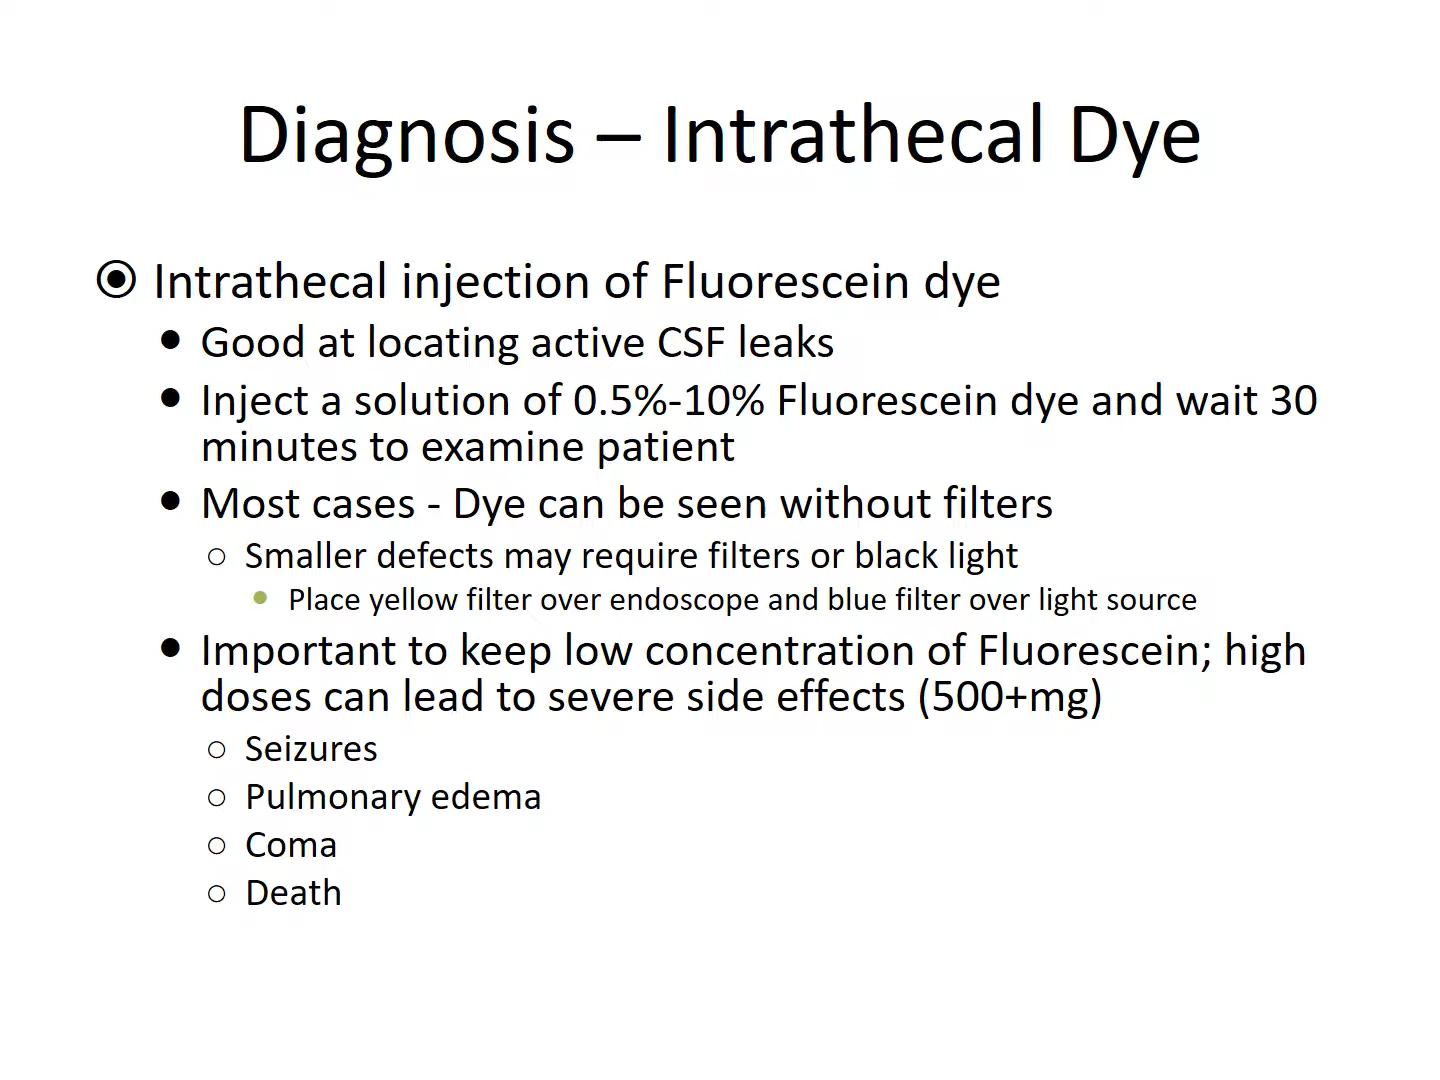 Diagnosis – Intrathecal Dye
Intrathecal injection of Fluorescein dye
Good at locating active CSF leaks
Inject a solution of 0.5%-10% Fluorescein dye and wait 30
minutes to examine patient
Most cases - Dye can be seen without filters
Smaller defects may require filters or black light
Place yellow filter over endoscope and blue filter over light source
Important to keep low concentration of Fluorescein; high
doses can lead to severe side effects (500+mg)
Seizures
Pulmonary edema
Coma
Death